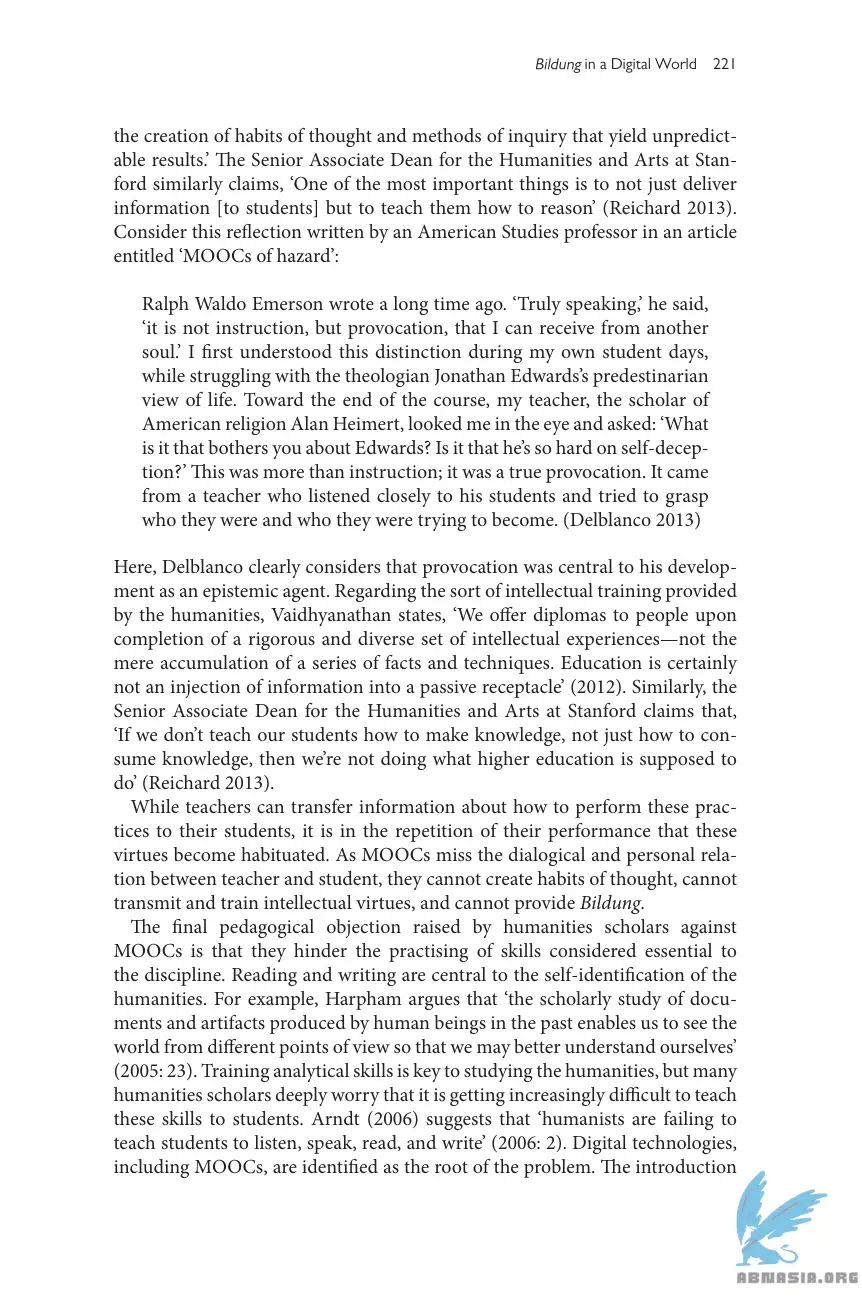 Bildung in a Digital World 221
the creation of habits of thought and methods of inquiry that yield unpredict-
able results.’ The Senior Associate Dean for the Humanities and Arts at Stan-
ford similarly claims, ‘One of the most important things is to not just deliver
information [to students] but to teach them how to reason’ (Reichard 2013).
Consider this reflection written by an American Studies professor in an article
entitled ‘MOOCs of hazard’:
Ralph Waldo Emerson wrote a long time ago. ‘Truly speaking,’ he said,
‘it is not instruction, but provocation, that I can receive from another
soul.’ I first understood this distinction during my own student days,
while struggling with the theologian Jonathan Edwards’s predestinarian
view of life. Toward the end of the course, my teacher, the scholar of
American religion Alan Heimert, looked me in the eye and asked: ‘What
is it that bothers you about Edwards? Is it that he’s so hard on self-decep-
tion?’ This was more than instruction; it was a true provocation. It came
from a teacher who listened closely to his students and tried to grasp
who they were and who they were trying to become. (Delblanco 2013)
Here, Delblanco clearly considers that provocation was central to his develop-
ment as an epistemic agent. Regarding the sort of intellectual training provided
by the humanities, Vaidhyanathan states, ‘We offer diplomas to people upon
completion of a rigorous and diverse set of intellectual experiences—not the
mere accumulation of a series of facts and techniques. Education is certainly
not an injection of information into a passive receptacle’ (2012). Similarly, the
Senior Associate Dean for the Humanities and Arts at Stanford claims that,
‘If we don’t teach our students how to make knowledge, not just how to con-
sume knowledge, then we’re not doing what higher education is supposed to
do’ (Reichard 2013).
While teachers can transfer information about how to perform these prac-
tices to their students, it is in the repetition of their performance that these
virtues become habituated. As MOOCs miss the dialogical and personal rela-
tion between teacher and student, they cannot create habits of thought, cannot
transmit and train intellectual virtues, and cannot provide Bildung.
The final pedagogical objection raised by humanities scholars against
MOOCs is that they hinder the practising of skills considered essential to
the discipline. Reading and writing are central to the self-identification of the
humanities. For example, Harpham argues that ‘the scholarly study of docu-
ments and artifacts produced by human beings in the past enables us to see the
world from different points of view so that we may better understand ourselves’
(2005: 23). Training analytical skills is key to studying the humanities, but many
humanities scholars deeply worry that it is getting increasingly difficult to teach
these skills to students. Arndt (2006) suggests that ‘humanists are failing to
teach students to listen, speak, read, and write’ (2006: 2). Digital technologies,
including MOOCs, are identified as the root of the problem. The introduction
ABNASIA.ORG